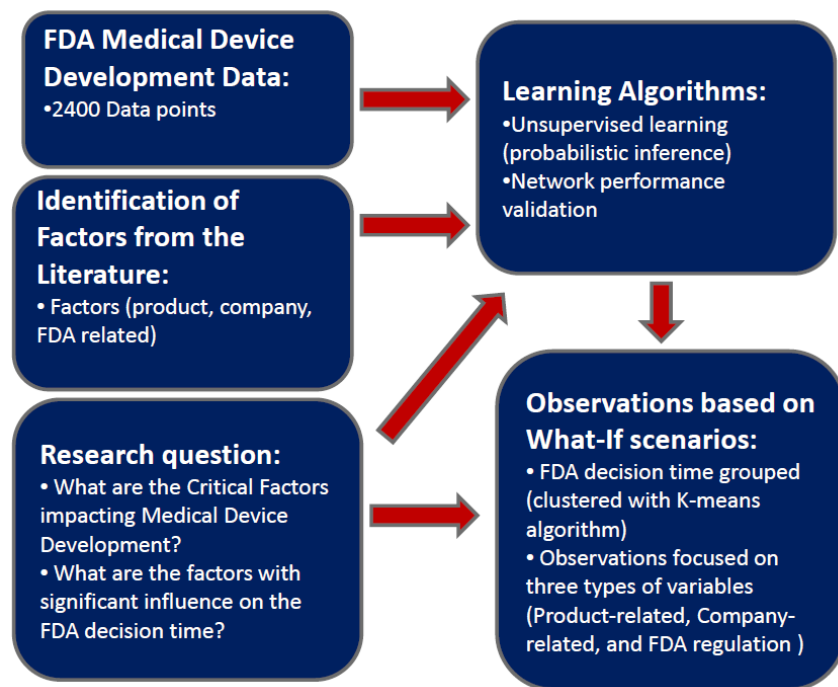 FDA Medical Device
Development Data:
•2400 Data points
Identification of
Factors from the
Literature:
• Factors (product, company,
FDA related)
Research question:
• What are the Critical Factors
impacting Medical Device
Development?
• What are the factors with
significant influence on the
FDA decision time?
Learning Algorithms:
•Unsupervised learning
(probabilistic inference)
•Network performance
validation
Observations based on
What-If scenarios:
• FDA decision time grouped
(clustered with K-means
algorithm)
• Observations focused on
three types of variables
(Product-related, Company-
related, and FDA regulation )